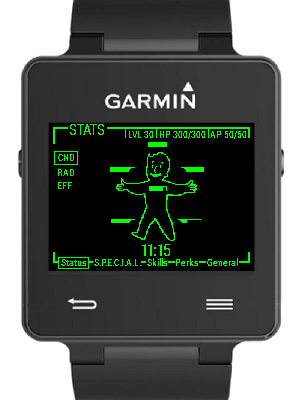 GARMIN
STATS LVL 30 HP 300/300 AP 50/50
CND
RAD
EFF
11:15
Status S.P.E.C.I.A.L. Skills Perks General